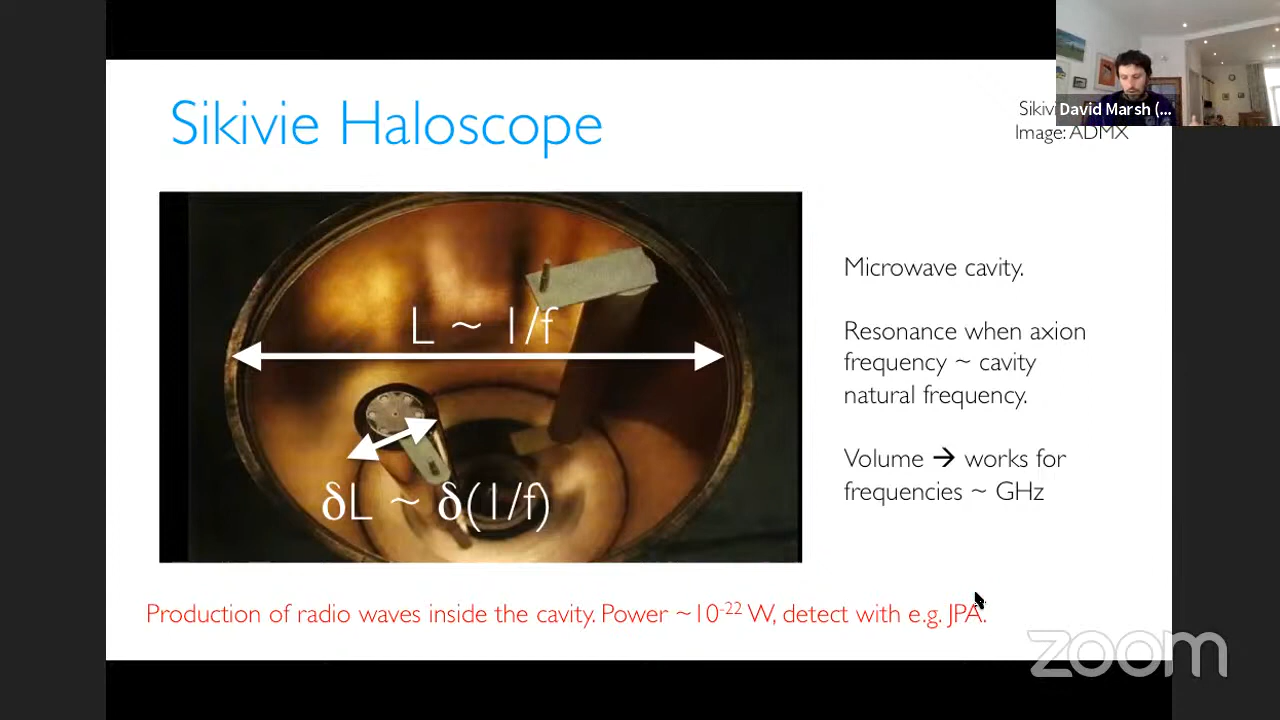 Sikivie Haloscope
Sikivi
David Marsh (...
Image: ADMX
L ~ 1/f
δL ~ δ(1/f)
Microwave cavity.
Resonance when axion
frequency ~ cavity
natural frequency.
Volume → works for
frequencies ~ GHz
Production of radio waves inside the cavity. Power ~10⁻²² W, detect with e.g. JPA.
zoom